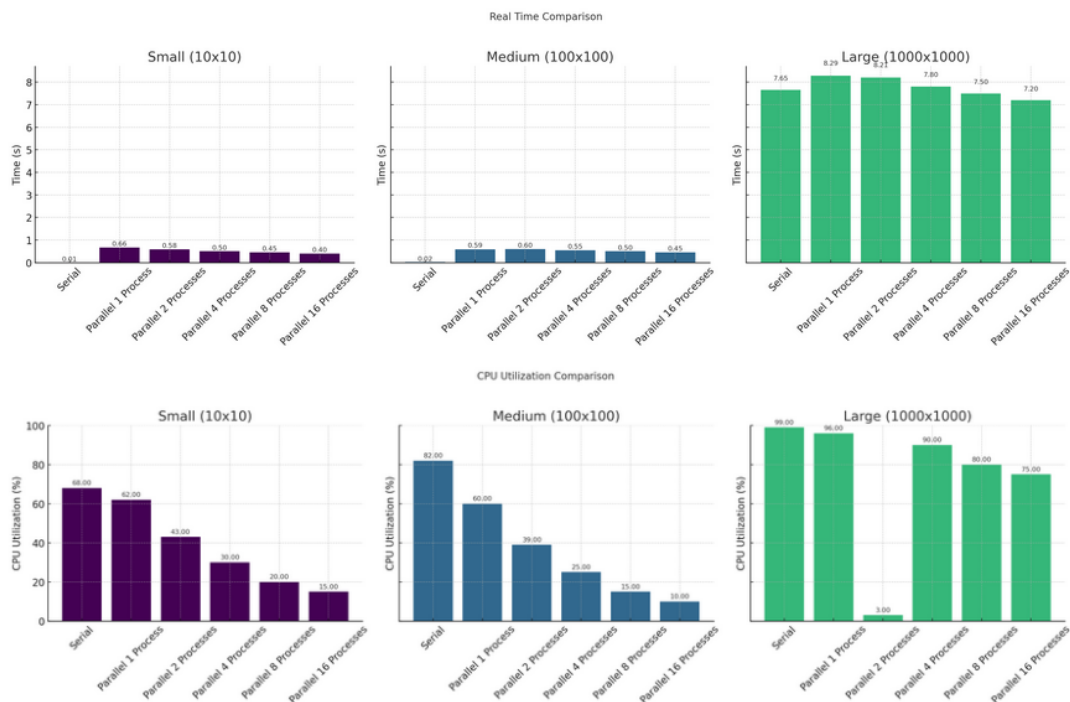 Real Time Comparison
Small (10x10)
Medium (100x100)
Large (1000x1000)
Time (s)
8
7
6
5
4
3
2
1
0
0.01
0.66
0.58
0.50
0.45
0.40
Serial
Parallel 1 Process
Parallel 2 Processes
Parallel 4 Processes
Parallel 8 Processes
Parallel 16 Processes
Time (s)
0.02
0.59
0.60
0.55
0.50
0.45
Serial
Parallel 1 Process
Parallel 2 Processes
Parallel 4 Processes
Parallel 8 Processes
Parallel 16 Processes
Time (s)
7.65
8.29
8.21
7.80
7.50
7.20
Serial
Parallel 1 Process
Parallel 2 Processes
Parallel 4 Processes
Parallel 8 Processes
Parallel 16 Processes
CPU Utilization Comparison
Small (10x10)
Medium (100x100)
Large (1000x1000)
CPU Utilization (%)
100
80
60
40
20
0
68.00
62.00
43.00
30.00
20.00
15.00
Serial
Parallel 1 Process
Parallel 2 Processes
Parallel 4 Processes
Parallel 8 Processes
Parallel 16 Processes
CPU Utilization (%)
82.00
60.00
39.00
25.00
15.00
10.00
Serial
Parallel 1 Process
Parallel 2 Processes
Parallel 4 Processes
Parallel 8 Processes
Parallel 16 Processes
CPU Utilization (%)
99.00
96.00
3.00
90.00
80.00
75.00
Serial
Parallel 1 Process
Parallel 2 Processes
Parallel 4 Processes
Parallel 8 Processes
Parallel 16 Processes